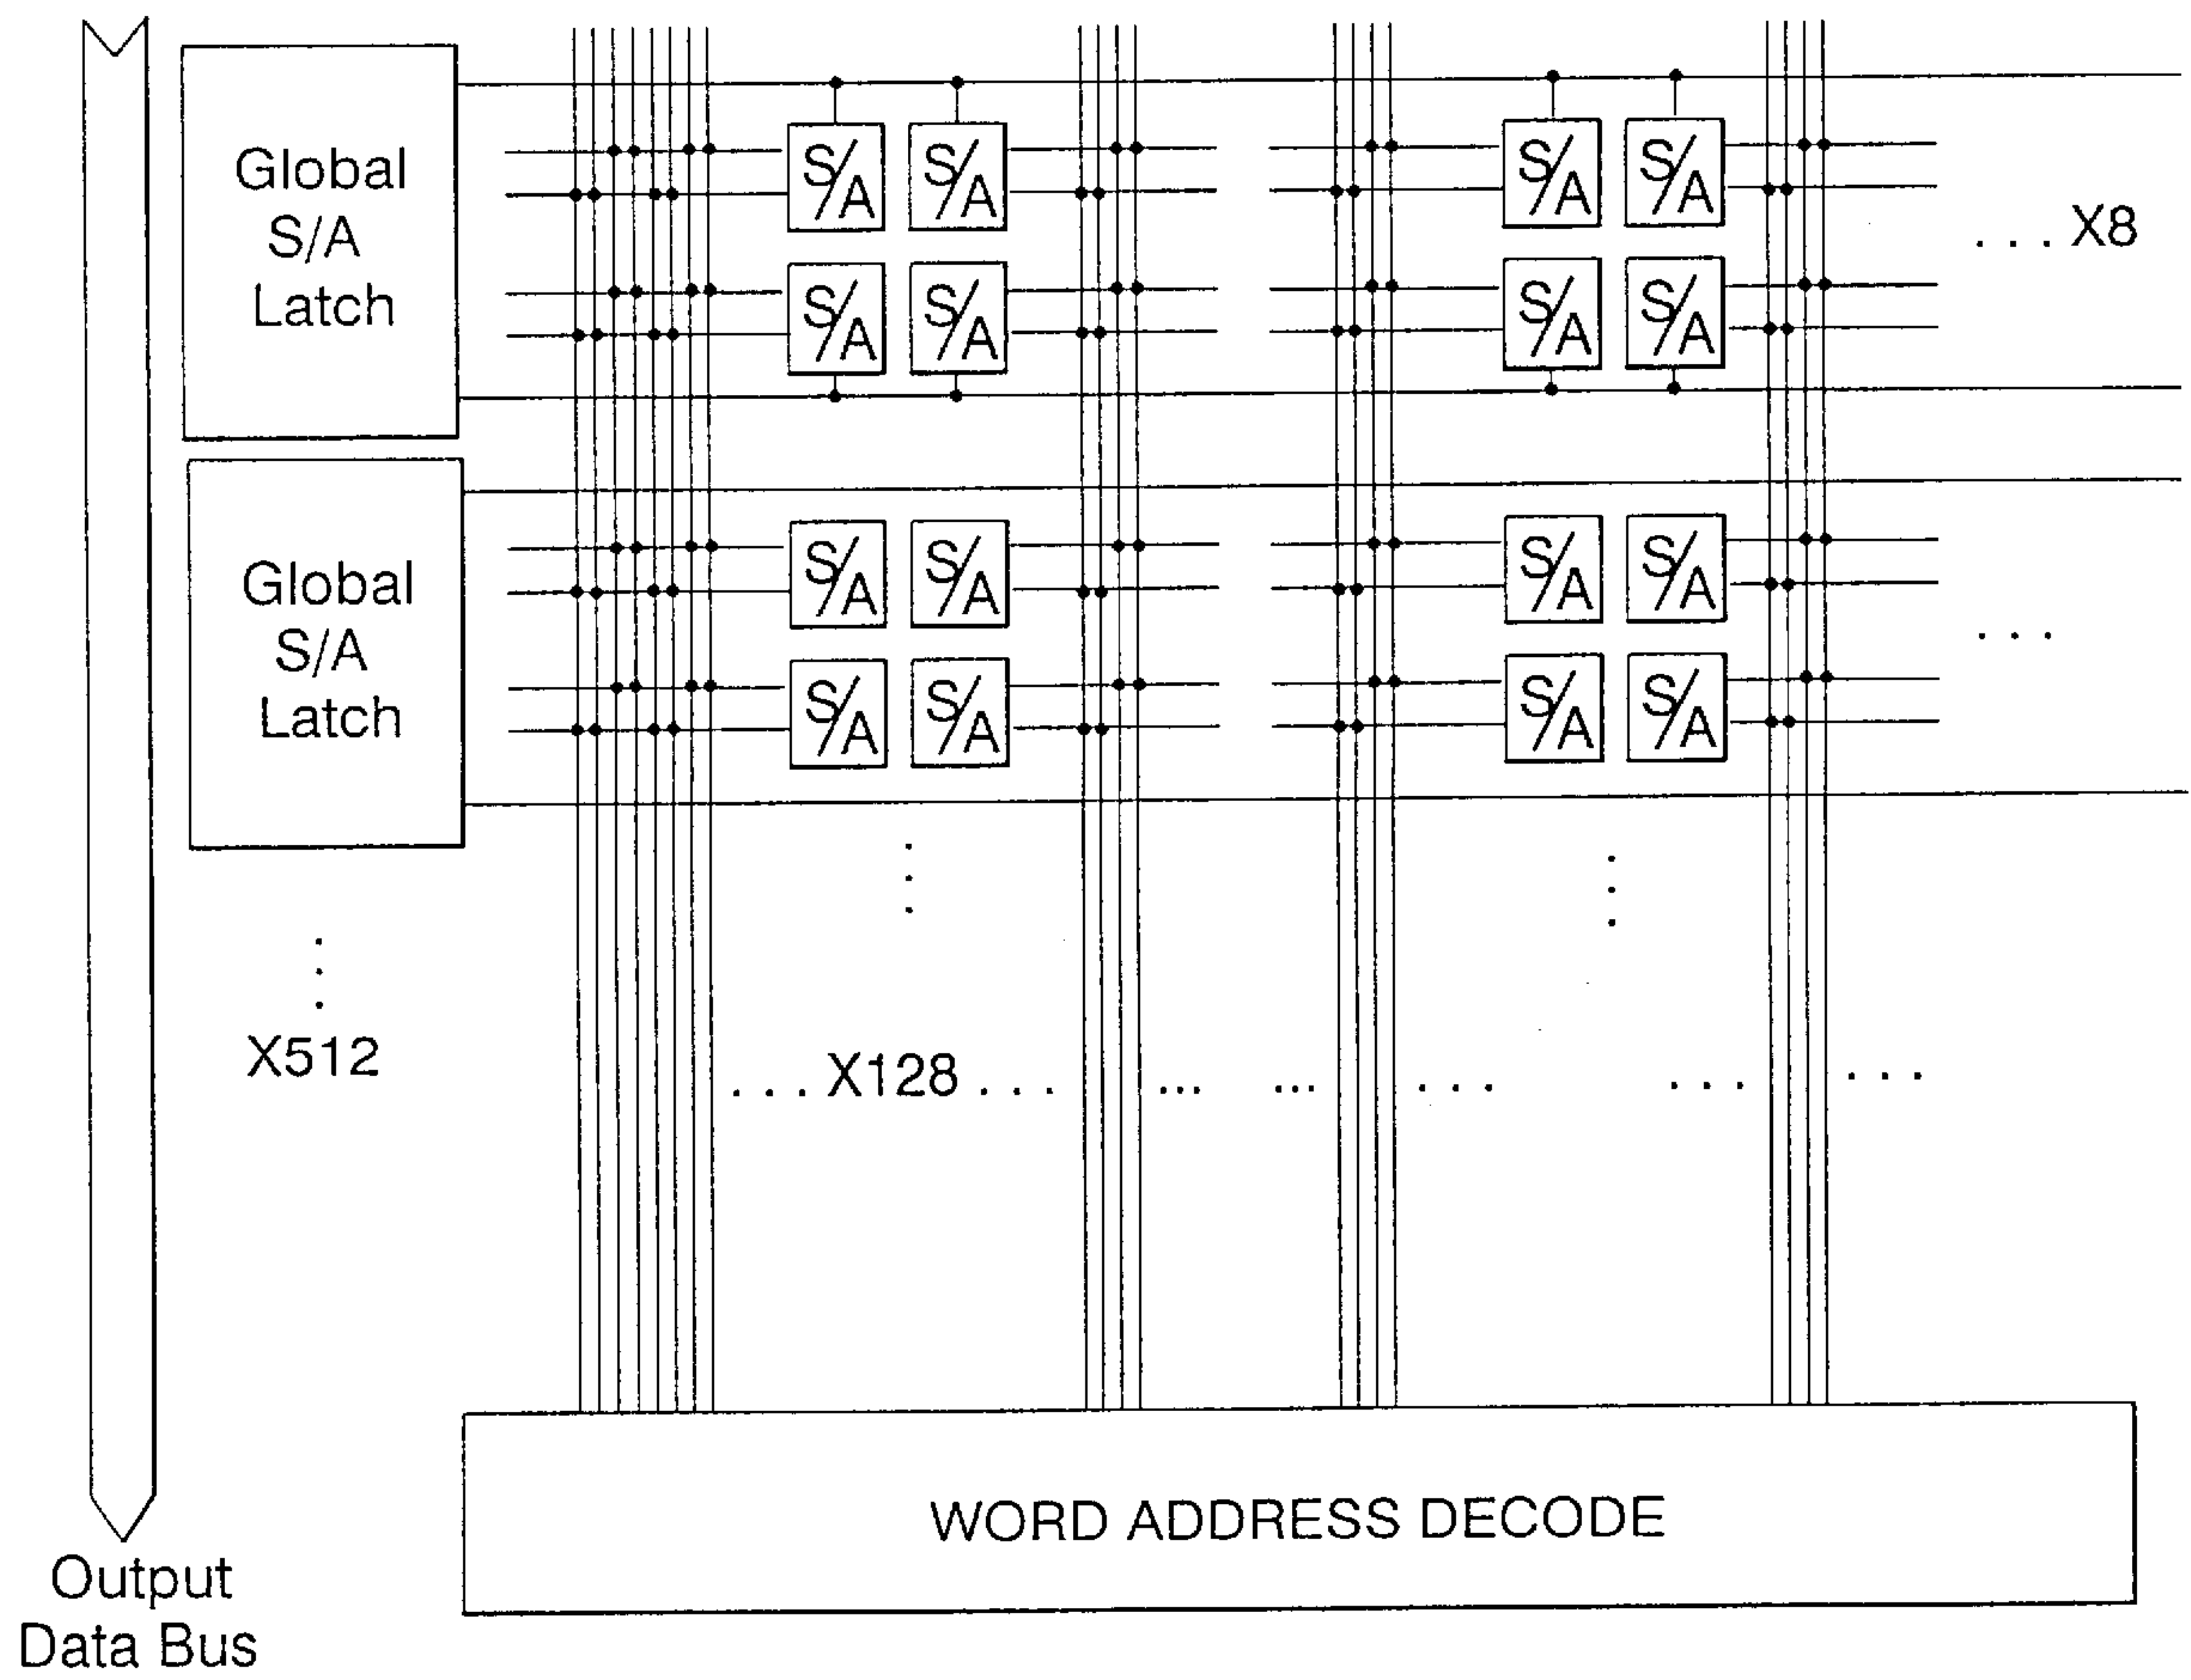 Global
S/A
Latch
S/A S/A S/A S/A
... X8
S/A S/A S/A S/A
Global
S/A
Latch
S/A S/A S/A S/A
...
S/A S/A S/A S/A
X512
... X128 ... ... ... ... ... ...
WORD ADDRESS DECODE
Output
Data Bus